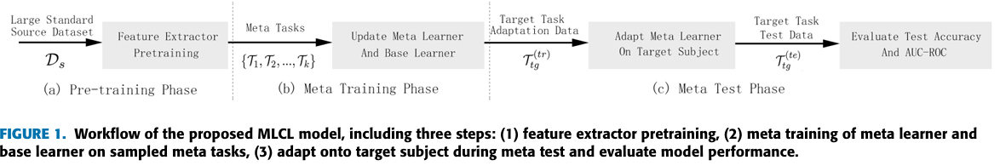 Large Standard
Source Dataset
𝒟ₛ
Feature Extractor
Pretraining
(a) Pre-training Phase
Meta Tasks
{𝒯₁, 𝒯₂, ..., 𝒯ₖ}
Update Meta Learner
And Base Learner
(b) Meta Training Phase
Target Task
Adaptation Data
𝒯_{tg}^{(tr)}
Adapt Meta Learner
On Target Subject
Target Task
Test Data
𝒯_{tg}^{(te)}
Evaluate Test Accuracy
And AUC-ROC
(c) Meta Test Phase
FIGURE 1. Workflow of the proposed MLCL model, including three steps: (1) feature extractor pretraining, (2) meta training of meta learner and
base learner on sampled meta tasks, (3) adapt onto target subject during meta test and evaluate model performance.